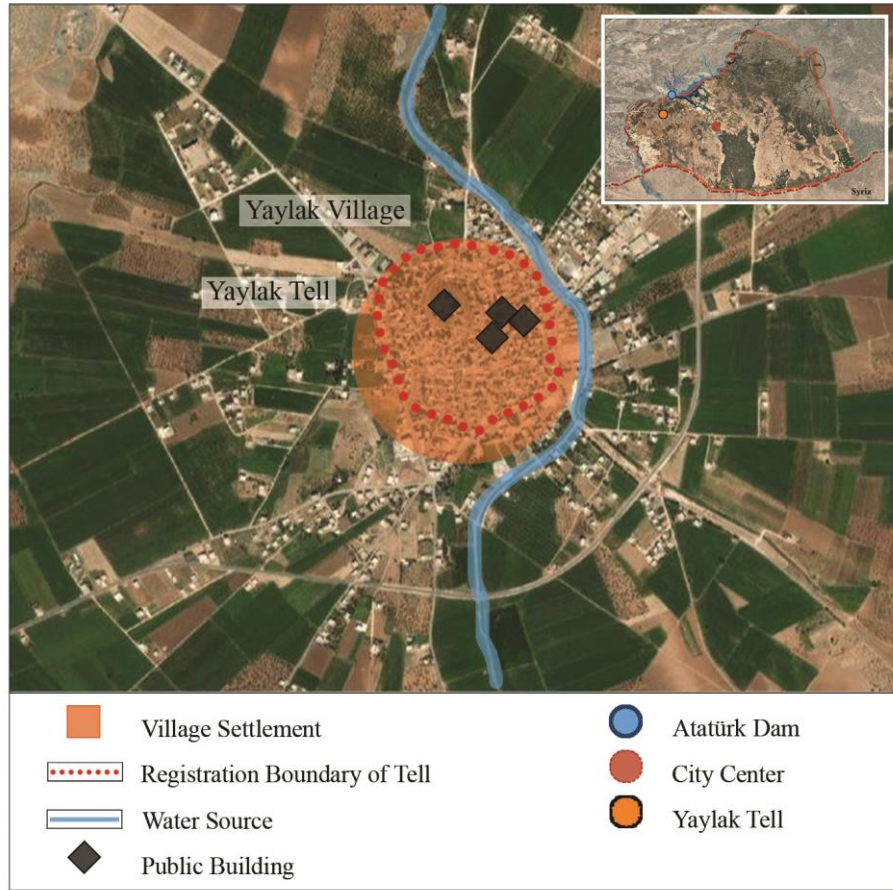 Syria
Yaylak Village
Yaylak Tell
Village Settlement
Registration Boundary of Tell
Water Source
Public Building
Atatürk Dam
City Center
Yaylak Tell